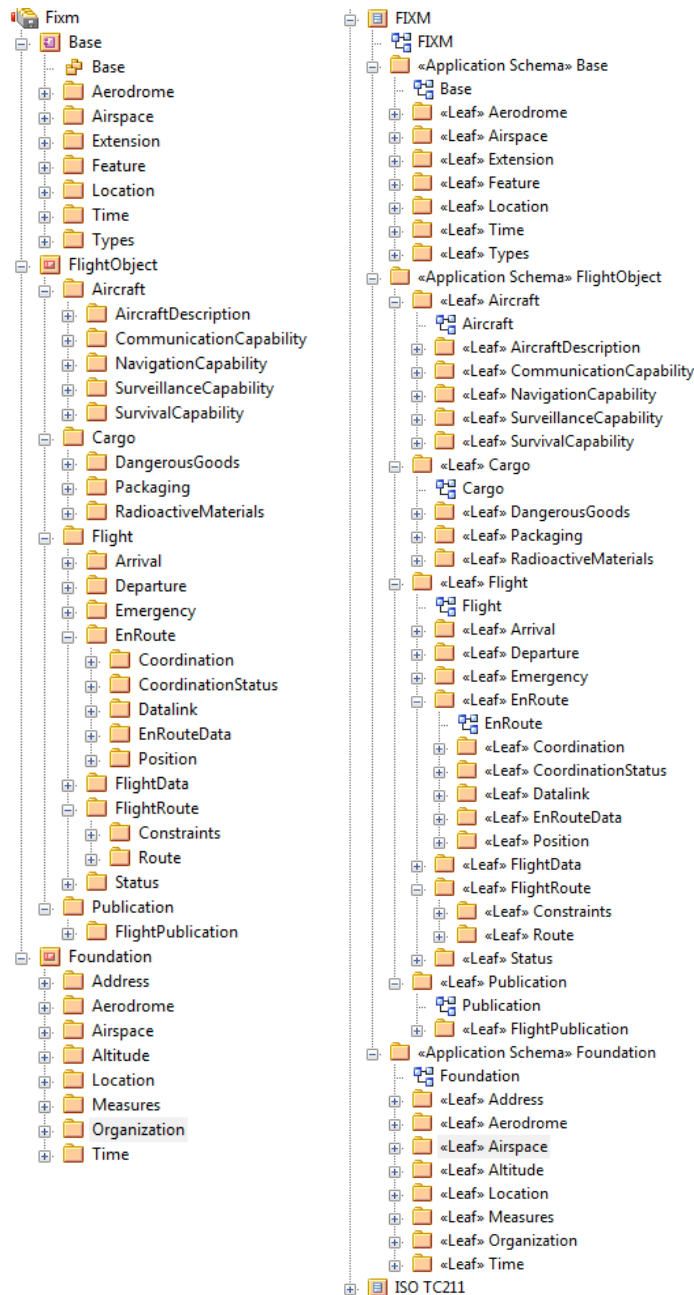 Fixm
Base
Base
Aerodrome
Airspace
Extension
Feature
Location
Time
Types
FlightObject
Aircraft
AircraftDescription
CommunicationCapability
NavigationCapability
SurveillanceCapability
SurvivalCapability
Cargo
DangerousGoods
Packaging
RadioactiveMaterials
Flight
Arrival
Departure
Emergency
EnRoute
Coordination
CoordinationStatus
Datalink
EnRouteData
Position
FlightData
FlightRoute
Constraints
Route
Status
Publication
FlightPublication
Foundation
Address
Aerodrome
Airspace
Altitude
Location
Measures
Organization
Time
FIXM
FIXM
«Application Schema» Base
Base
«Leaf» Aerodrome
«Leaf» Airspace
«Leaf» Extension
«Leaf» Feature
«Leaf» Location
«Leaf» Time
«Leaf» Types
«Application Schema» FlightObject
«Leaf» Aircraft
Aircraft
«Leaf» AircraftDescription
«Leaf» CommunicationCapability
«Leaf» NavigationCapability
«Leaf» SurveillanceCapability
«Leaf» SurvivalCapability
«Leaf» Cargo
Cargo
«Leaf» DangerousGoods
«Leaf» Packaging
«Leaf» RadioactiveMaterials
«Leaf» Flight
Flight
«Leaf» Arrival
«Leaf» Departure
«Leaf» Emergency
«Leaf» EnRoute
EnRoute
«Leaf» Coordination
«Leaf» CoordinationStatus
«Leaf» Datalink
«Leaf» EnRouteData
«Leaf» Position
«Leaf» FlightData
«Leaf» FlightRoute
«Leaf» Constraints
«Leaf» Route
«Leaf» Status
«Leaf» Publication
Publication
«Leaf» FlightPublication
«Application Schema» Foundation
Foundation
«Leaf» Address
«Leaf» Aerodrome
«Leaf» Airspace
«Leaf» Altitude
«Leaf» Location
«Leaf» Measures
«Leaf» Organization
«Leaf» Time
ISO TC211